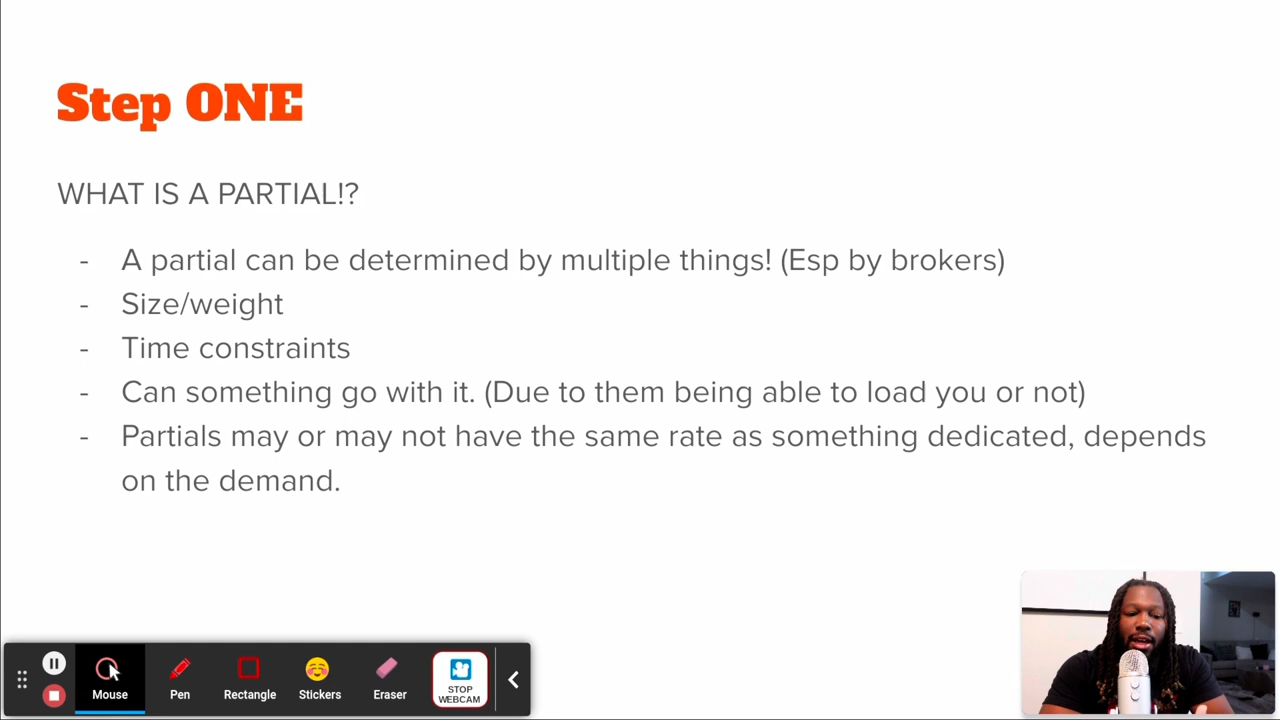 Step ONE
WHAT IS A PARTIAL!?
- A partial can be determined by multiple things! (Esp by brokers)
- Size/weight
- Time constraints
- Can something go with it. (Due to them being able to load you or not)
- Partials may or may not have the same rate as something dedicated, depends
on the demand.
Mouse
Pen
Rectangle
Stickers
Eraser
STOP
WEBCAM